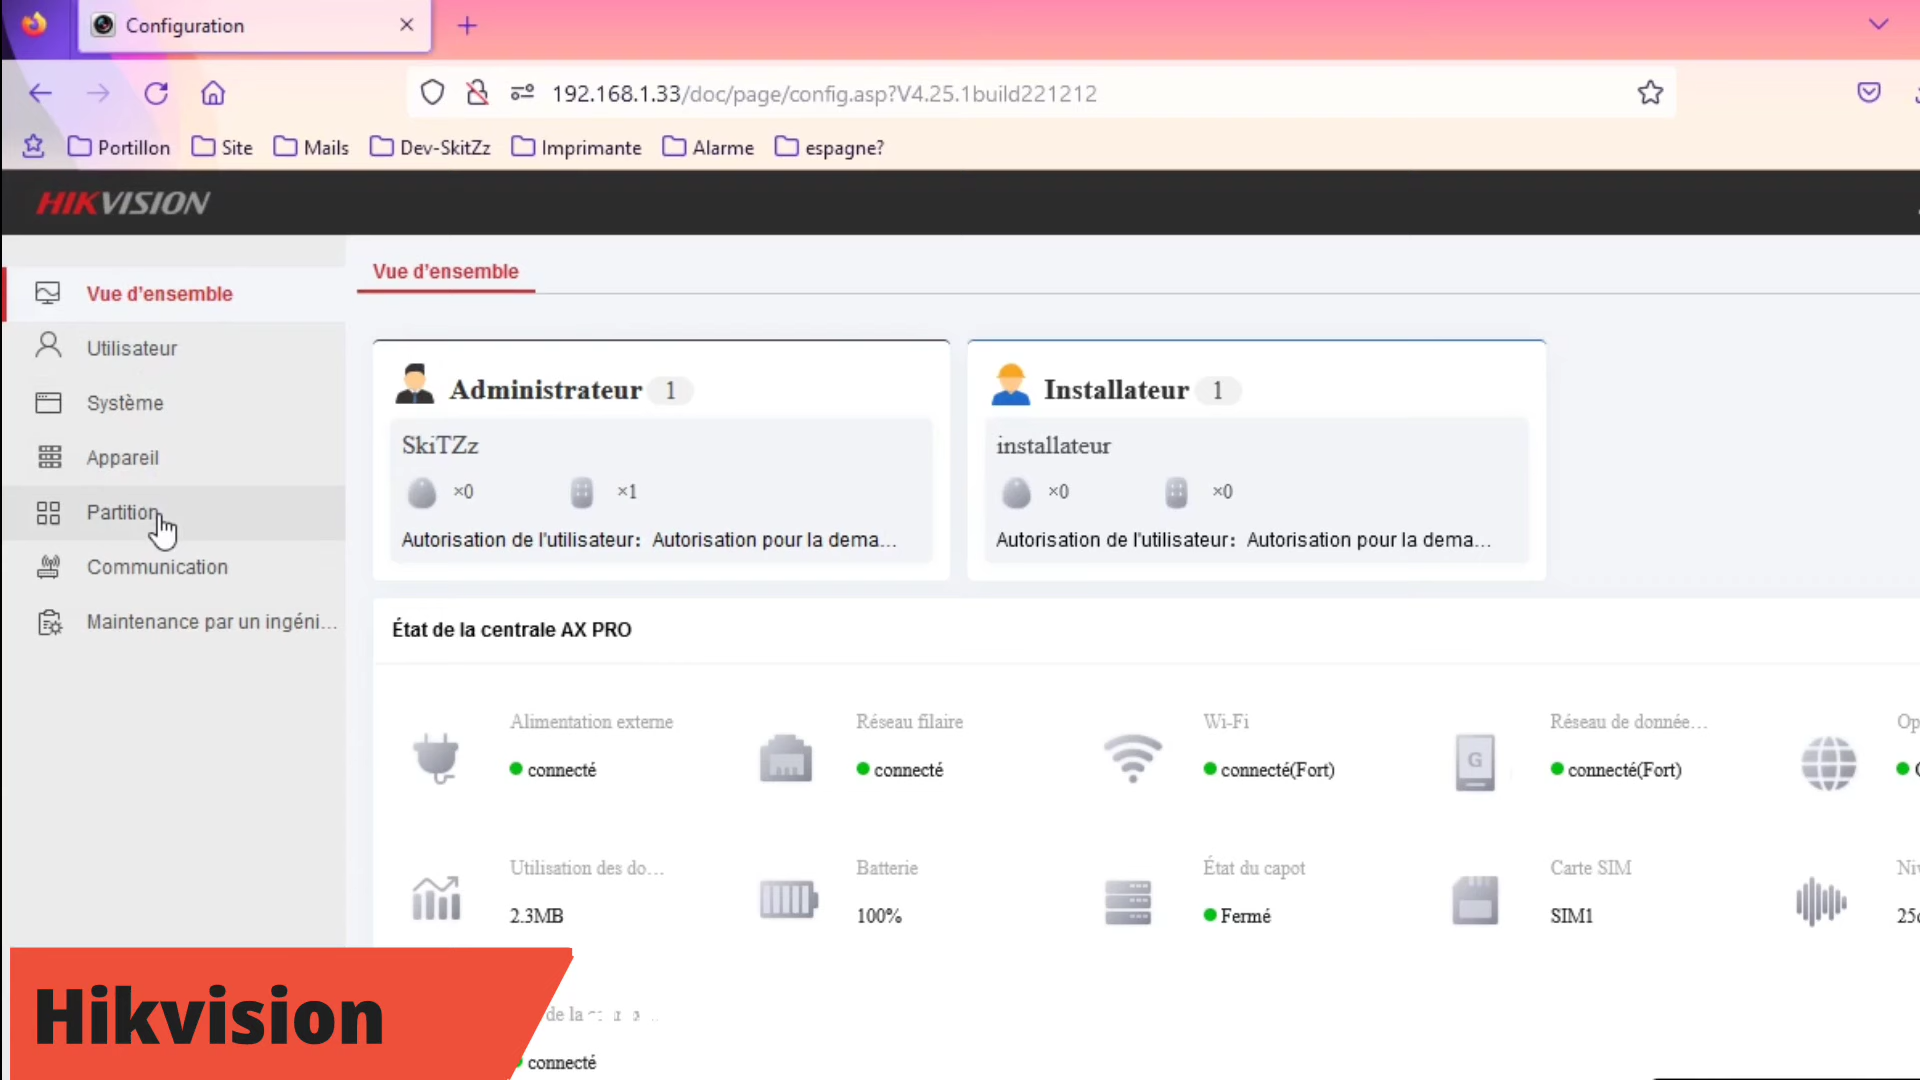 Configuration
192.168.1.33/doc/page/config.asp?V4.25.1build221212
Portillon Site Mails Dev-SkitZz Imprimante Alarme espagne?
HIKVISION
Vue d'ensemble
Utilisateur
Système
Appareil
Partition
Communication
Maintenance par un ingéni...
Vue d'ensemble
Administrateur 1
SkiTZz
×0 ×1
Autorisation de l'utilisateur: Autorisation pour la dema...
Installateur 1
installateur
×0 ×0
Autorisation de l'utilisateur: Autorisation pour la dema...
État de la centrale AX PRO
Alimentation externe
connecté
Réseau filaire
connecté
Wi-Fi
connecté(Fort)
G
Réseau de donnée...
connecté(Fort)
Utilisation des do...
2.3MB
Batterie
100%
État du capot
Fermé
Carte SIM
SIM1
de la
connecté
Hikvision